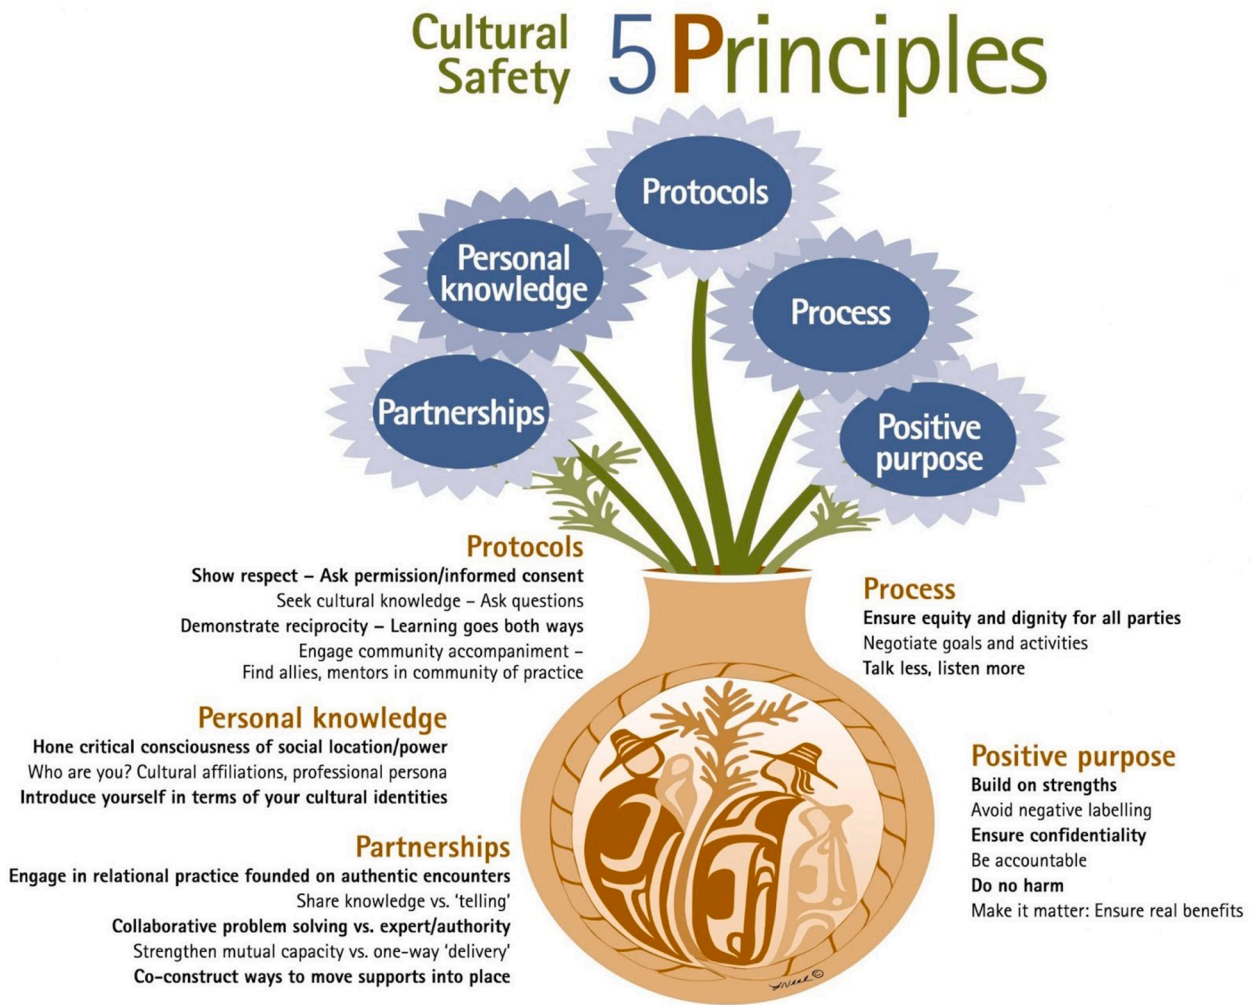 Cultural
Safety
5 Principles
Protocols
Personal
knowledge
Process
Partnerships
Positive
purpose
Protocols
Show respect – Ask permission/informed consent
Seek cultural knowledge – Ask questions
Demonstrate reciprocity – Learning goes both ways
Engage community accompaniment –
Find allies, mentors in community of practice
Personal knowledge
Hone critical consciousness of social location/power
Who are you? Cultural affiliations, professional persona
Introduce yourself in terms of your cultural identities
Partnerships
Engage in relational practice founded on authentic encounters
Share knowledge vs. ‘telling’
Collaborative problem solving vs. expert/authority
Strengthen mutual capacity vs. one-way ‘delivery’
Co-construct ways to move supports into place
Process
Ensure equity and dignity for all parties
Negotiate goals and activities
Talk less, listen more
Positive purpose
Build on strengths
Avoid negative labelling
Ensure confidentiality
Be accountable
Do no harm
Make it matter: Ensure real benefits
©